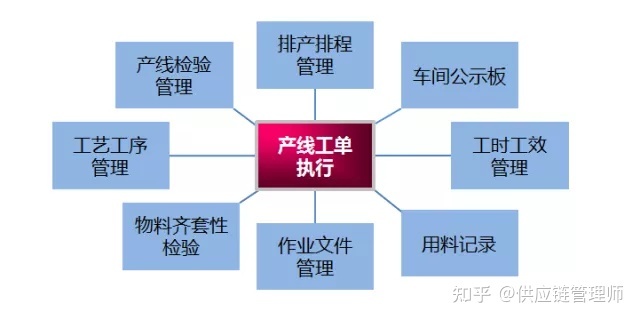 排产排程
管理
产线检验
管理
车间公示板
工艺工序
管理
产线工单
执行
工时工效
管理
物料齐套性
检验
作业文件
管理
用料记录
知乎 @供应链管理师